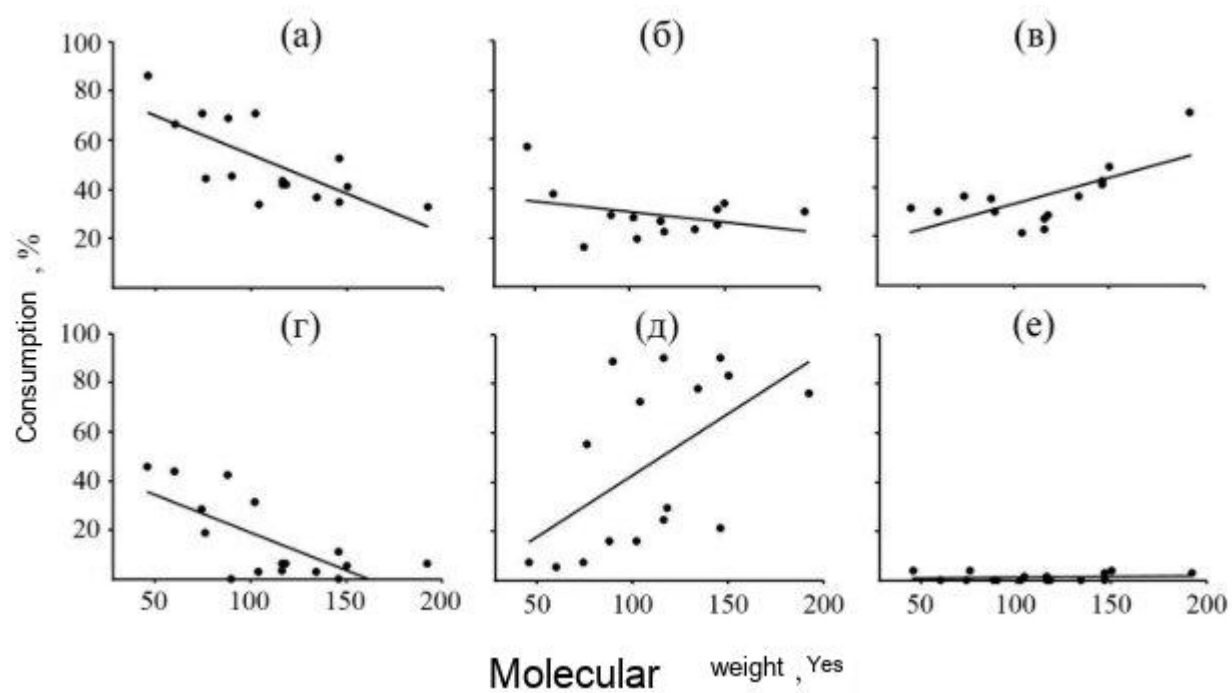 (а) (б) (в)
100
80
60
40
20
(г) (д) (е)
100
80
60
40
20
50 100 150 200 50 100 150 200 50 100 150 200
Consumption , %
Molecular weight , Yes